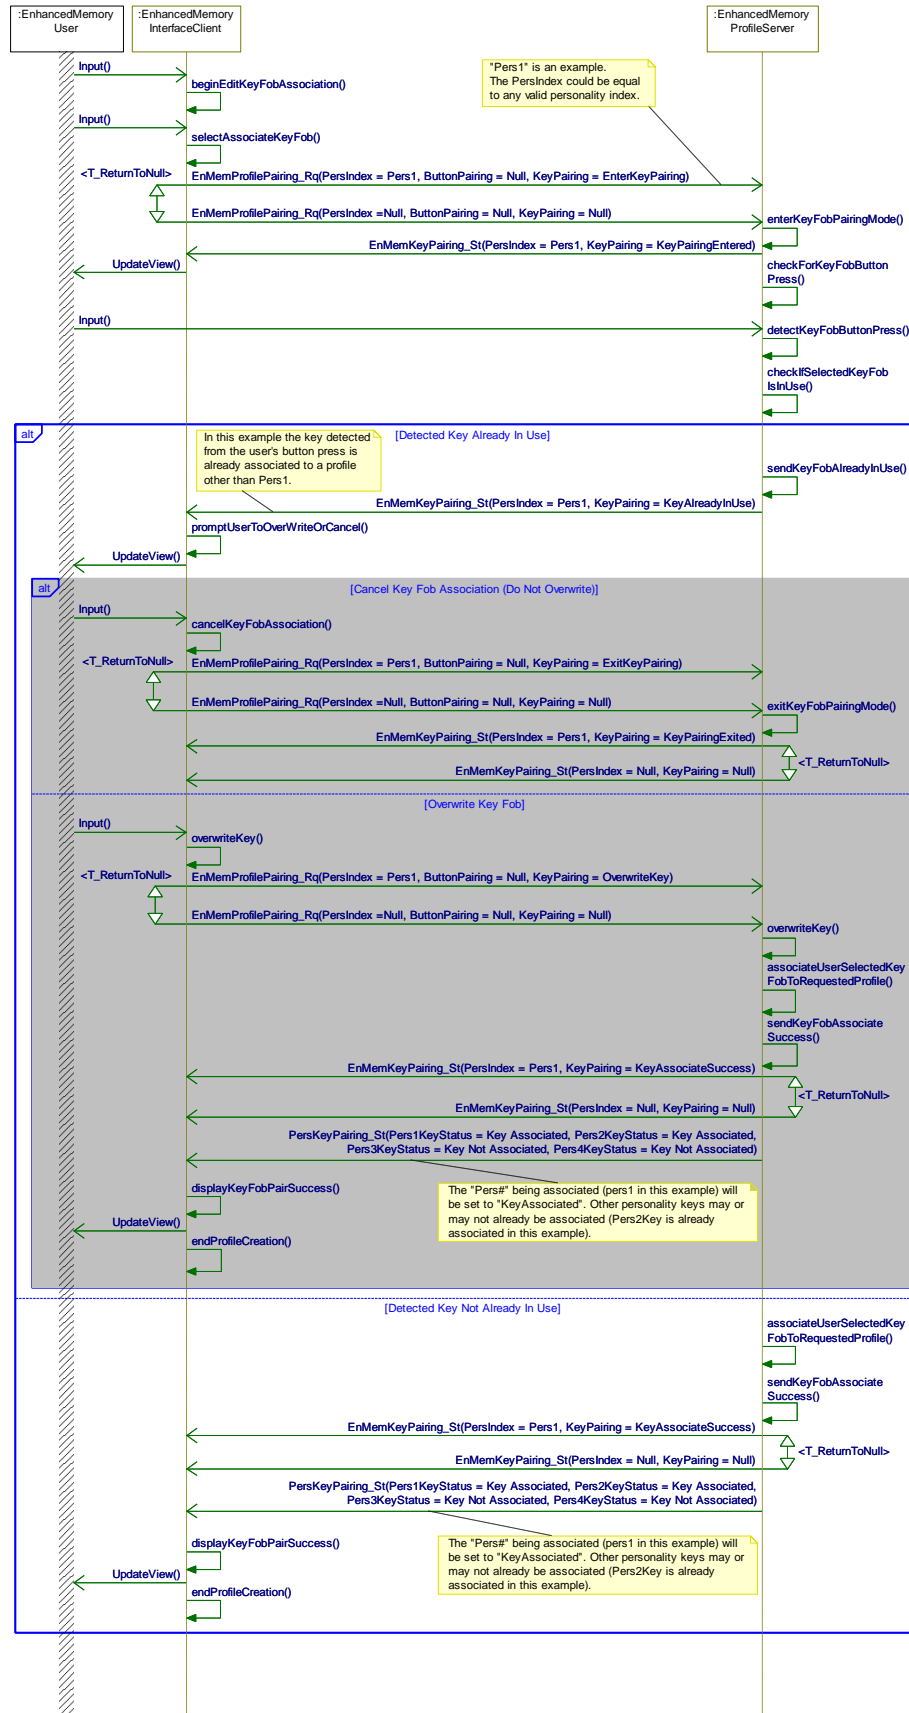 :EnhancedMemory
User
:EnhancedMemory
InterfaceClient
:EnhancedMemory
ProfileServer
Input()
"Pers1" is an example.
The PersIndex could be equal
to any valid personality index.
beginEditKeyFobAssociation()
Input()
selectAssociateKeyFob()
<T_ReturnToNull>
EnMemProfilePairing_Rq(PersIndex = Pers1, ButtonPairing = Null, KeyPairing = EnterKeyPairing)
EnMemProfilePairing_Rq(PersIndex =Null, ButtonPairing = Null, KeyPairing = Null)
enterKeyFobPairingMode()
EnMemKeyPairing_St(PersIndex = Pers1, KeyPairing = KeyPairingEntered)
UpdateView()
checkForKeyFobButton
Press()
Input()
detectKeyFobButtonPress()
checkIfSelectedKeyFob
IsInUse()
alt
[Detected Key Already In Use]
In this example the key detected
from the user's button press is
already associated to a profile
other than Pers1.
sendKeyFobAlreadyInUse()
EnMemKeyPairing_St(PersIndex = Pers1, KeyPairing = KeyAlreadyInUse)
promptUserToOverWriteOrCancel()
UpdateView()
alt
[Cancel Key Fob Association (Do Not Overwrite)]
Input()
cancelKeyFobAssociation()
<T_ReturnToNull>
EnMemProfilePairing_Rq(PersIndex = Pers1, ButtonPairing = Null, KeyPairing = ExitKeyPairing)
EnMemProfilePairing_Rq(PersIndex =Null, ButtonPairing = Null, KeyPairing = Null)
exitKeyFobPairingMode()
EnMemKeyPairing_St(PersIndex = Pers1, KeyPairing = KeyPairingExited)
<T_ReturnToNull>
EnMemKeyPairing_St(PersIndex = Null, KeyPairing = Null)
[Overwrite Key Fob]
Input()
overwriteKey()
<T_ReturnToNull>
EnMemProfilePairing_Rq(PersIndex = Pers1, ButtonPairing = Null, KeyPairing = OverwriteKey)
EnMemProfilePairing_Rq(PersIndex =Null, ButtonPairing = Null, KeyPairing = Null)
overwriteKey()
associateUserSelectedKey
FobToRequestedProfile()
sendKeyFobAssociate
Success()
EnMemKeyPairing_St(PersIndex = Pers1, KeyPairing = KeyAssociateSuccess)
<T_ReturnToNull>
EnMemKeyPairing_St(PersIndex = Null, KeyPairing = Null)
PersKeyPairing_St(Pers1KeyStatus = Key Associated, Pers2KeyStatus = Key Associated,
Pers3KeyStatus = Key Not Associated, Pers4KeyStatus = Key Not Associated)
displayKeyFobPairSuccess()
The "Pers#" being associated (pers1 in this example) will
be set to "KeyAssociated". Other personality keys may or
may not already be associated (Pers2Key is already
associated in this example).
UpdateView()
endProfileCreation()
[Detected Key Not Already In Use]
associateUserSelectedKey
FobToRequestedProfile()
sendKeyFobAssociate
Success()
EnMemKeyPairing_St(PersIndex = Pers1, KeyPairing = KeyAssociateSuccess)
<T_ReturnToNull>
EnMemKeyPairing_St(PersIndex = Null, KeyPairing = Null)
PersKeyPairing_St(Pers1KeyStatus = Key Associated, Pers2KeyStatus = Key Associated,
Pers3KeyStatus = Key Not Associated, Pers4KeyStatus = Key Not Associated)
displayKeyFobPairSuccess()
The "Pers#" being associated (pers1 in this example) will
be set to "KeyAssociated". Other personality keys may or
may not already be associated (Pers2Key is already
associated in this example).
UpdateView()
endProfileCreation()